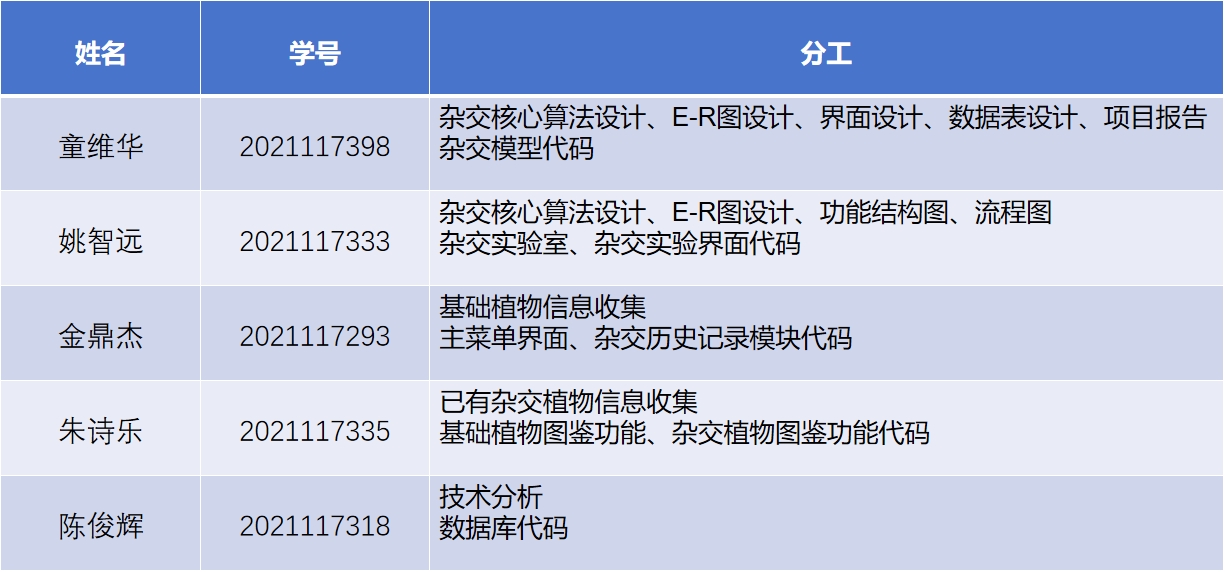 姓名 学号 分工
童维华 2021117398 杂交核心算法设计、E-R图设计、界面设计、数据表设计、项目报告
杂交模型代码
姚智远 2021117333 杂交核心算法设计、E-R图设计、功能结构图、流程图
杂交实验室、杂交实验界面代码
金鼎杰 2021117293 基础植物信息收集
主菜单界面、杂交历史记录模块代码
朱诗乐 2021117335 已有杂交植物信息收集
基础植物图鉴功能、杂交植物图鉴功能代码
陈俊辉 2021117318 技术分析
数据库代码